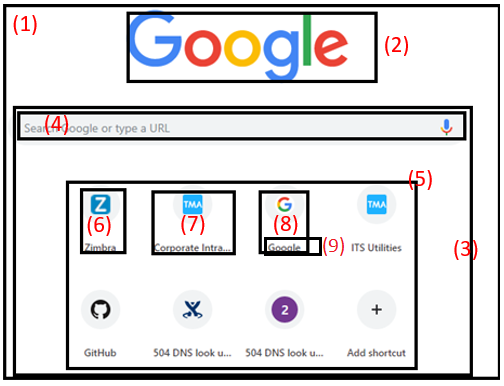 (1)
Google
(2)
(4)
Search Google or type a URL
(5)
Z
TMA
G
TMA
(6)
(7)
(8)
Zimbra
Corporate Intra...
Google
(9)
ITS Utilities
(3)
2
+
GitHub
504 DNS look u...
504 DNS look u...
Add shortcut